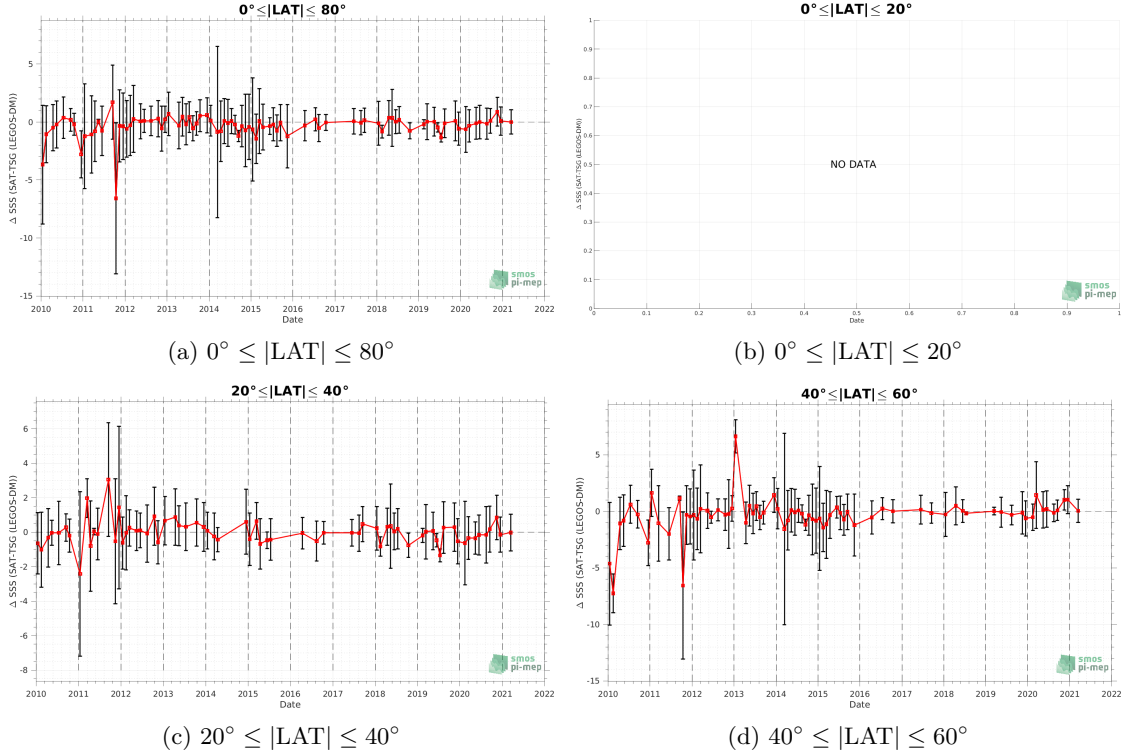 0°≤|LAT|≤ 80°
Δ SSS (SAT-TSG (LEGOS-DM))
5
0
-5
-10
-15
2010 2011 2012 2013 2014 2015 2016 2017 2018 2019 2020 2021 2022
Date
smos
pi-mep
(a) 0° ≤ |LAT| ≤ 80°
0°≤|LAT|≤ 20°
Δ SSS (SAT-TSG (LEGOS-DM))
1
0.9
0.8
0.7
0.6
0.5
0.4
0.3
0.2
0.1
0
NO DATA
0 0.1 0.2 0.3 0.4 0.5 0.6 0.7 0.8 0.9 1
Date
smos
pi-mep
(b) 0° ≤ |LAT| ≤ 20°
20°≤|LAT|≤ 40°
Δ SSS (SAT-TSG (LEGOS-DM))
6
4
2
0
-2
-4
-6
-8
2010 2011 2012 2013 2014 2015 2016 2017 2018 2019 2020 2021 2022
Date
smos
pi-mep
(c) 20° ≤ |LAT| ≤ 40°
40°≤|LAT|≤ 60°
Δ SSS (SAT-TSG (LEGOS-DM))
5
0
-5
-10
-15
2010 2011 2012 2013 2014 2015 2016 2017 2018 2019 2020 2021 2022
Date
smos
pi-mep
(d) 40° ≤ |LAT| ≤ 60°